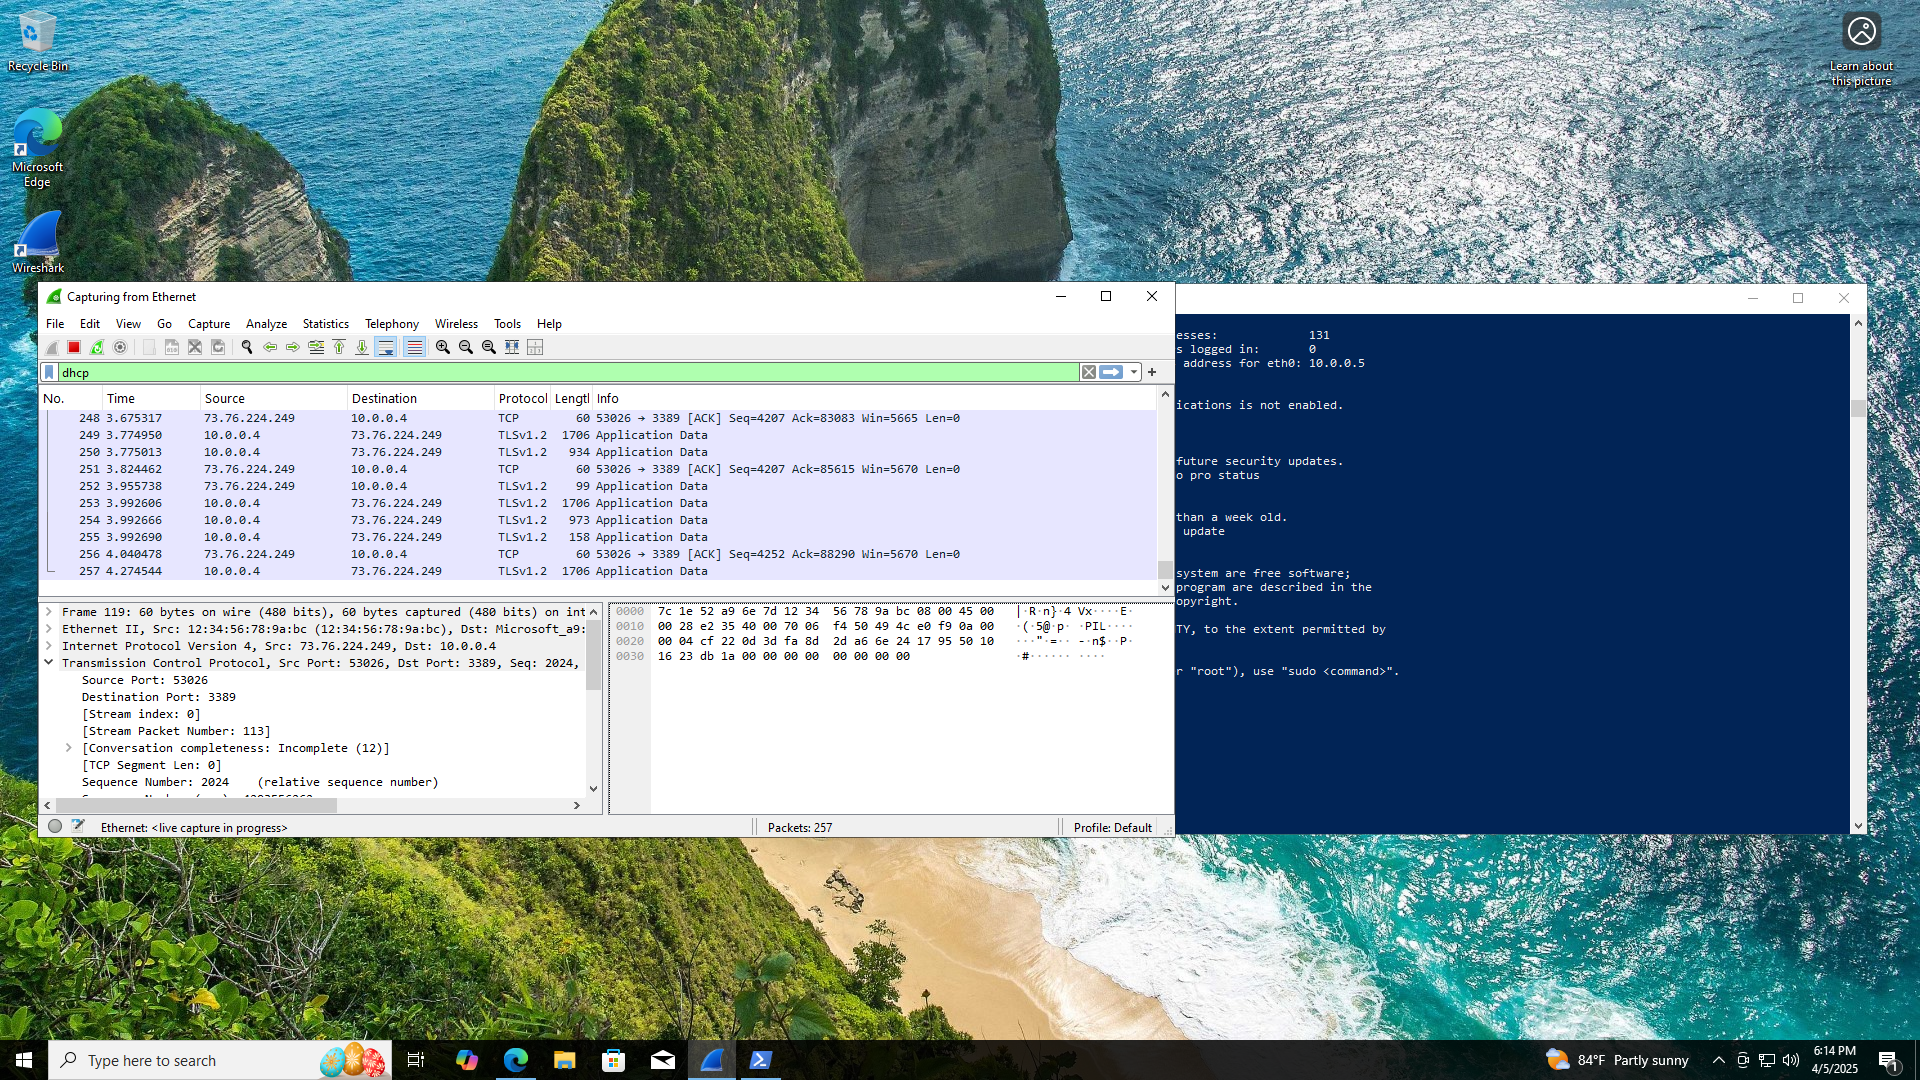 Recycle Bin
Learn about
this picture
Microsoft
Edge
Wireshark
Capturing from Ethernet
File Edit View Go Capture Analyze Statistics Telephony Wireless Tools Help
dhcp
No. Time Source Destination Protocol Lengtl Info
248 3.675317 73.76.224.249 10.0.0.4 TCP 60 53026 → 3389 [ACK] Seq=4207 Ack=83083 Win=5665 Len=0
249 3.774950 10.0.0.4 73.76.224.249 TLSv1.2 1706 Application Data
250 3.775013 10.0.0.4 73.76.224.249 TLSv1.2 934 Application Data
251 3.824462 73.76.224.249 10.0.0.4 TCP 60 53026 → 3389 [ACK] Seq=4207 Ack=85615 Win=5670 Len=0
252 3.955738 10.0.0.4 73.76.224.249 TLSv1.2 99 Application Data
253 3.992606 10.0.0.4 73.76.224.249 TLSv1.2 1706 Application Data
254 3.992666 10.0.0.4 73.76.224.249 TLSv1.2 973 Application Data
255 3.992690 10.0.0.4 73.76.224.249 TLSv1.2 158 Application Data
256 4.040478 73.76.224.249 10.0.0.4 TCP 60 53026 → 3389 [ACK] Seq=4252 Ack=88290 Win=5670 Len=0
257 4.274544 10.0.0.4 73.76.224.249 TLSv1.2 1706 Application Data
Frame 119: 60 bytes on wire (480 bits), 60 bytes captured (480 bits) on int
Ethernet II, Src: 12:34:56:78:9a:bc (12:34:56:78:9a:bc), Dst: Microsoft_a9:
Internet Protocol Version 4, Src: 73.76.224.249, Dst: 10.0.0.4
Transmission Control Protocol, Src Port: 53026, Dst Port: 3389, Seq: 2024,
Source Port: 53026
Destination Port: 3389
[Stream index: 0]
[Stream Packet Number: 113]
[Conversation completeness: Incomplete (12)]
[TCP Segment Len: 0]
Sequence Number: 2024 (relative sequence number)
0000 7c 1e 52 a9 6e 7d 12 34 56 78 9a bc 08 00 45 00 |·R·n}·4 Vx····E·
0010 00 28 e2 35 40 00 70 06 f4 50 49 4c e0 f9 0a 00 ·(·5@·p· ·PIL····
0020 00 04 cf 22 0d 3d fa 8d 2d a6 6e 24 17 95 50 10 ···"·=·· -·n$··P·
0030 16 23 db 1a 00 00 00 00 00 00 00 00 ·#······ ····
Ethernet: <live capture in progress>
Packets: 257
Profile: Default
esses: 131
s logged in: 0
address for eth0: 10.0.0.5
ications is not enabled.
future security updates.
o pro status
than a week old.
update
system are free software;
program are described in the
opyright.
TY, to the extent permitted by
r "root"), use "sudo <command>".
Type here to search
84°F Partly sunny
6:14 PM
4/5/2025
1